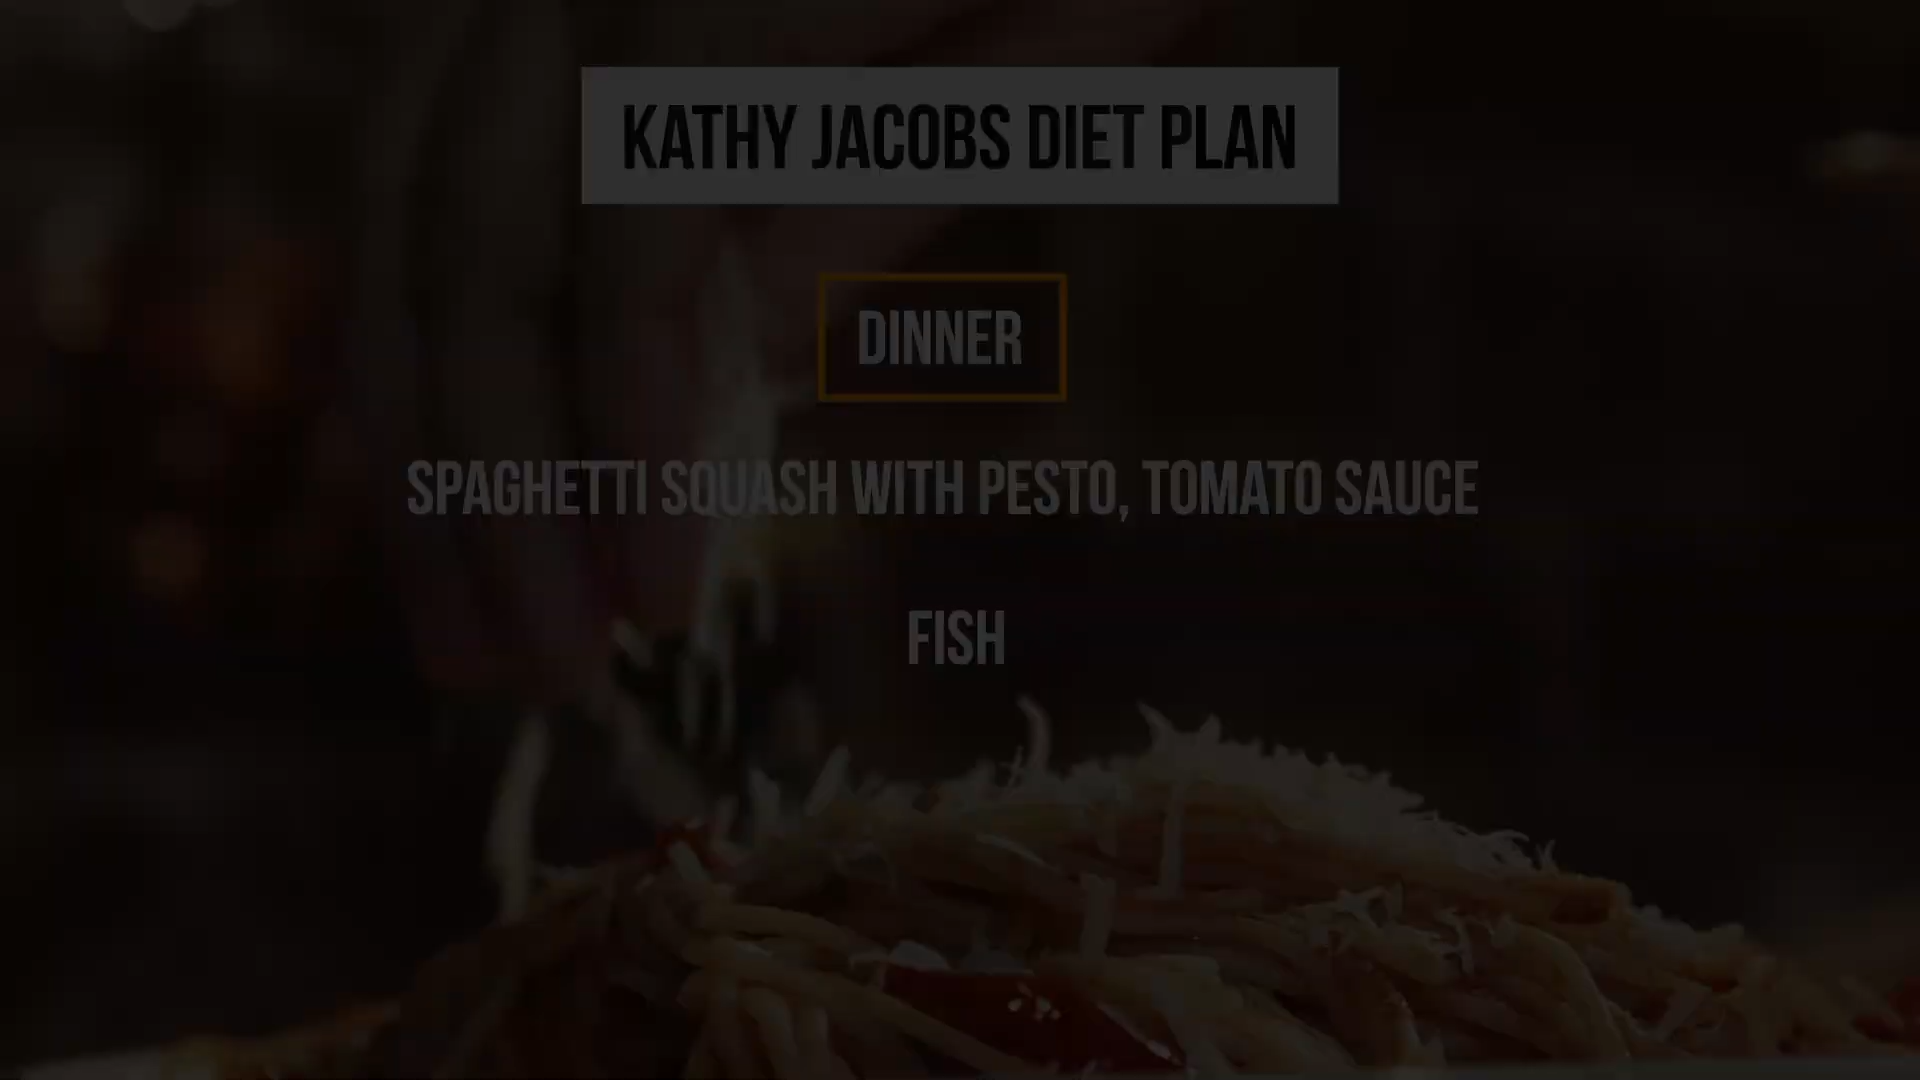 KATHY JACOBS DIET PLAN
DINNER
SPAGHETTI SQUASH WITH PESTO, TOMATO SAUCE
FISH